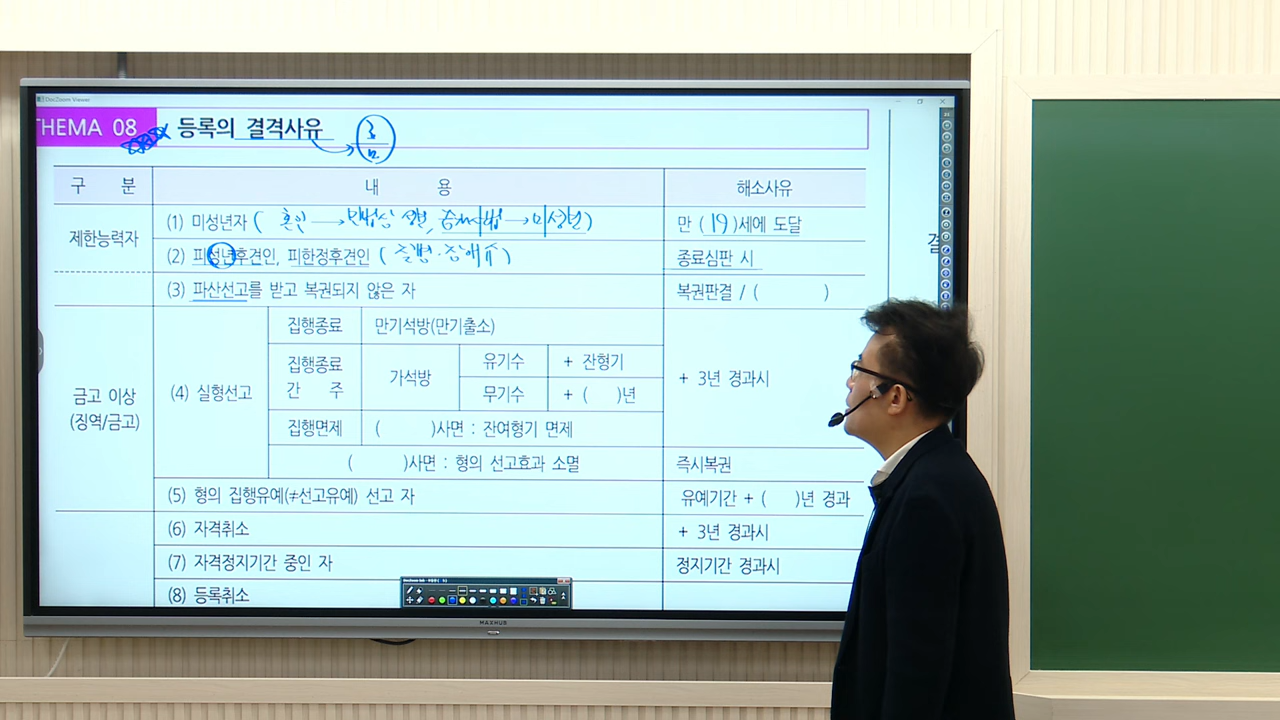 DocZoom Viewer
THEMA 08 등록의 결격사유
구 분 내 용 해소사유
제한능력자
(1) 미성년자 ( 혼인 → 민법상 성년, 중개사법 → 미성년 ) 만 ( 19 )세에 도달
(2) 피성년후견인, 피한정후견인 ( ) 종료심판 시
(3) 파산선고를 받고 복권되지 않은 자 복권판결 / ( )
금고 이상
(징역/금고)
(4) 실형선고
집행종료 만기석방(만기출소)
집행종료
간 주
가석방
유기수 + 잔형기
무기수 + ( )년
+ 3년 경과시
집행면제 ( )사면 : 잔여형기 면제
( )사면 : 형의 선고효과 소멸 즉시복권
(5) 형의 집행유예(≠선고유예) 선고 자 유예기간 + ( )년 경과
(6) 자격취소 + 3년 경과시
(7) 자격정지기간 중인 자 정지기간 경과시
(8) 등록취소
MAXHUB